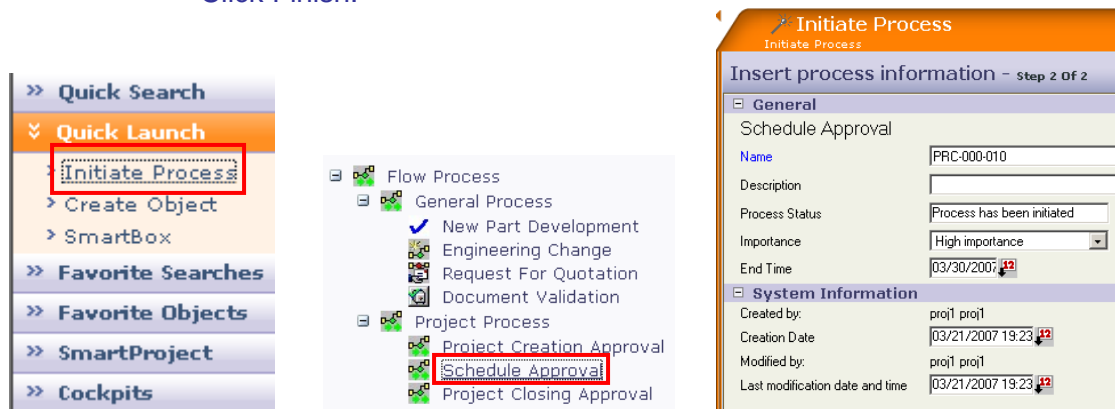 Click Finish.
Quick Search
Quick Launch
Initiate Process
Create Object
SmartBox
Favorite Searches
Favorite Objects
SmartProject
Cockpits
Flow Process
General Process
New Part Development
Engineering Change
Request For Quotation
Document Validation
Project Process
Project Creation Approval
Schedule Approval
Project Closing Approval
Initiate Process
Initiate Process
Insert process information - Step 2 Of 2
General
Schedule Approval
Name PRC-000-010
Description
Process Status Process has been initiated
Importance High importance
End Time 03/30/2007 12
System Information
Created by: proj1 proj1
Creation Date 03/21/2007 19:23 12
Modified by: proj1 proj1
Last modification date and time 03/21/2007 19:23 12